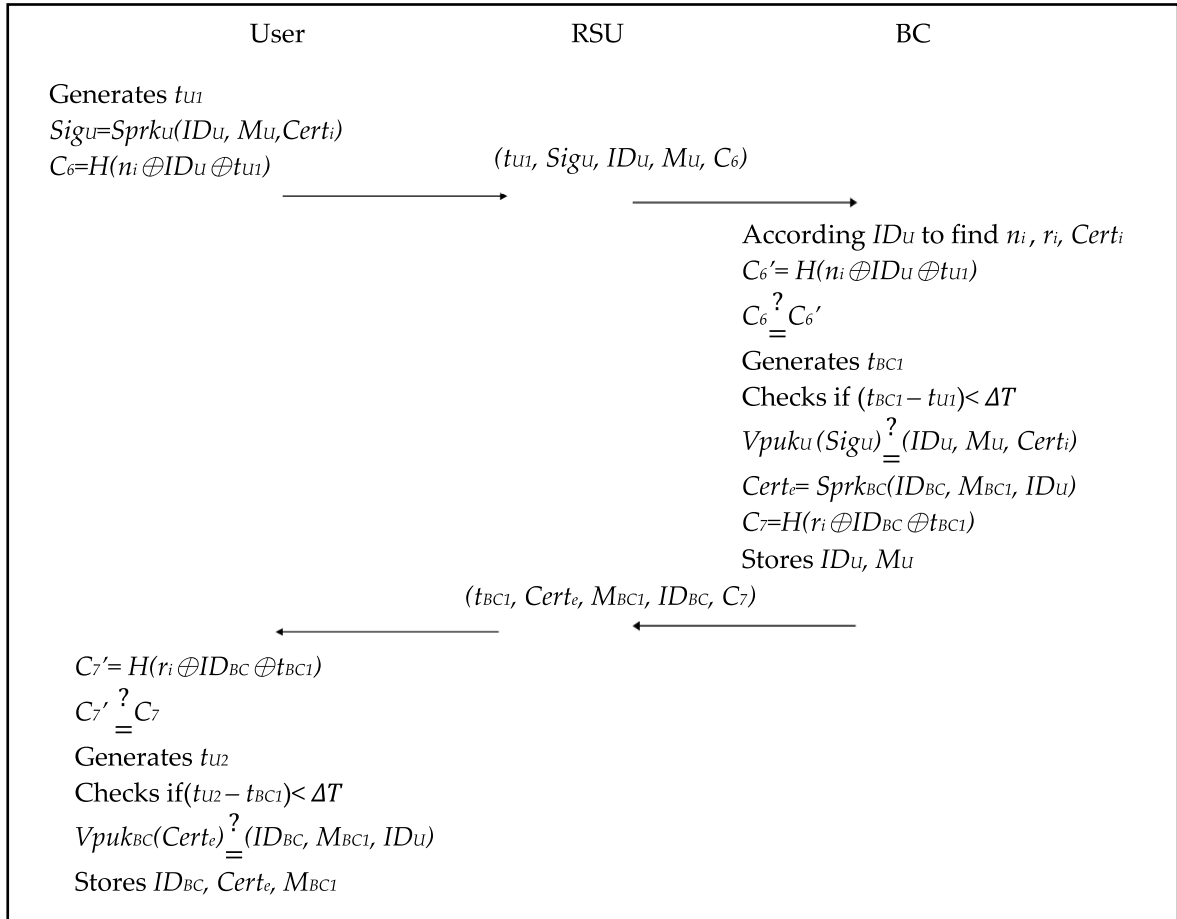 User RSU BC
Generates tU1
SigU=SprkU(IDU, MU,Certi)
C6=H(ni⊕IDU⊕tU1)
(tU1, SigU, IDU, MU, C6)
According IDU to find ni , ri, Certi
C6’= H(ni⊕IDU⊕tU1)
C6 ?= C6’
Generates tBC1
Checks if (tBC1 – tU1)< ΔT
VpukU (SigU) ?= (IDU, MU, Certi)
Certe= SprkBC(IDBC, MBC1, IDU)
C7=H(ri⊕IDBC⊕tBC1)
Stores IDU, MU
(tBC1, Certe, MBC1, IDBC, C7)
C7’= H(ri⊕IDBC⊕tBC1)
C7’ ?= C7
Generates tU2
Checks if(tU2 – tBC1)< ΔT
VpukBC(Certe) ?= (IDBC, MBC1, IDU)
Stores IDBC, Certe, MBC1